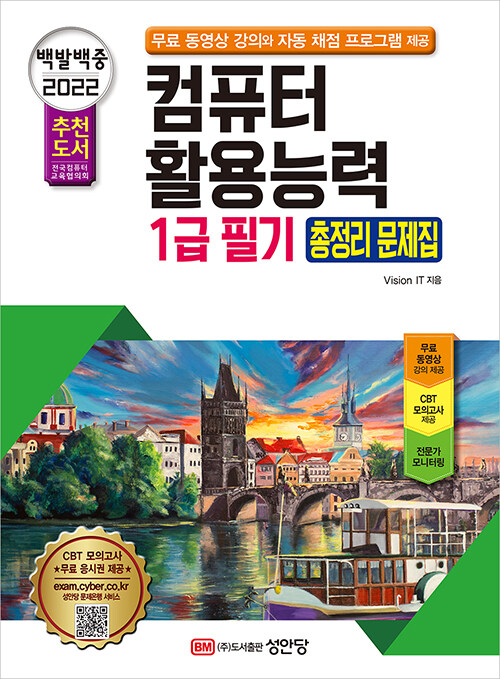 무료 동영상 강의와 자동 채점 프로그램 제공
백발백중
2022
추천
도서
전국컴퓨터
교육협의회
컴퓨터
활용능력
1급 필기 총정리 문제집
Vision IT 지음
무료
동영상
강의 제공
CBT
모의고사
제공
전문가
모니터링
CBT 모의고사
★무료 응시권 제공★
exam.cyber.co.kr
성안당 문제은행 서비스
BM (주)도서출판 성안당